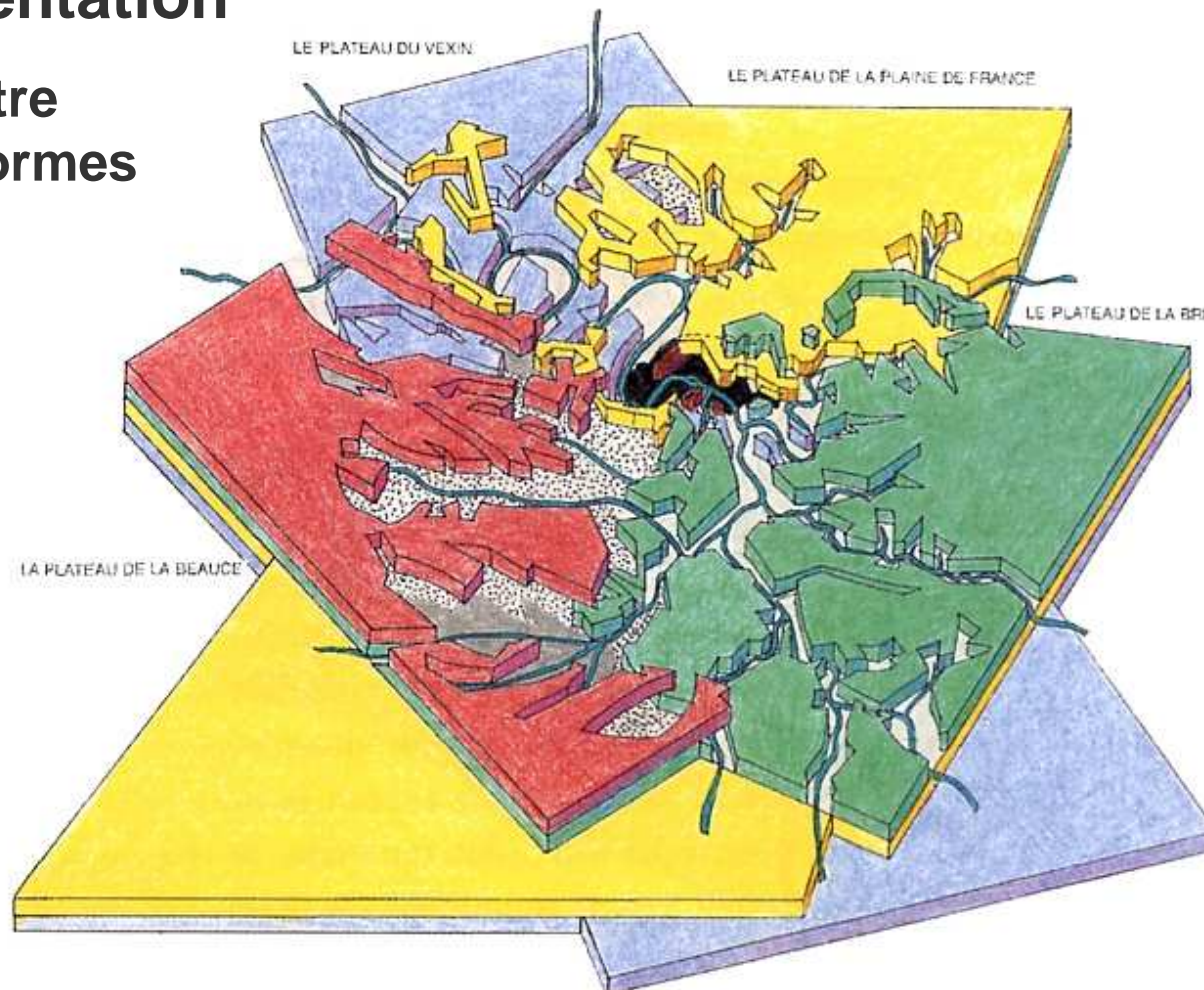 entation
tre
ormes
LE PLATEAU DU VEXIN
LE PLATEAU DE LA PLAINE DE FRANCE
LE PLATEAU DE LA BRI
LA PLATEAU DE LA BEAUCE